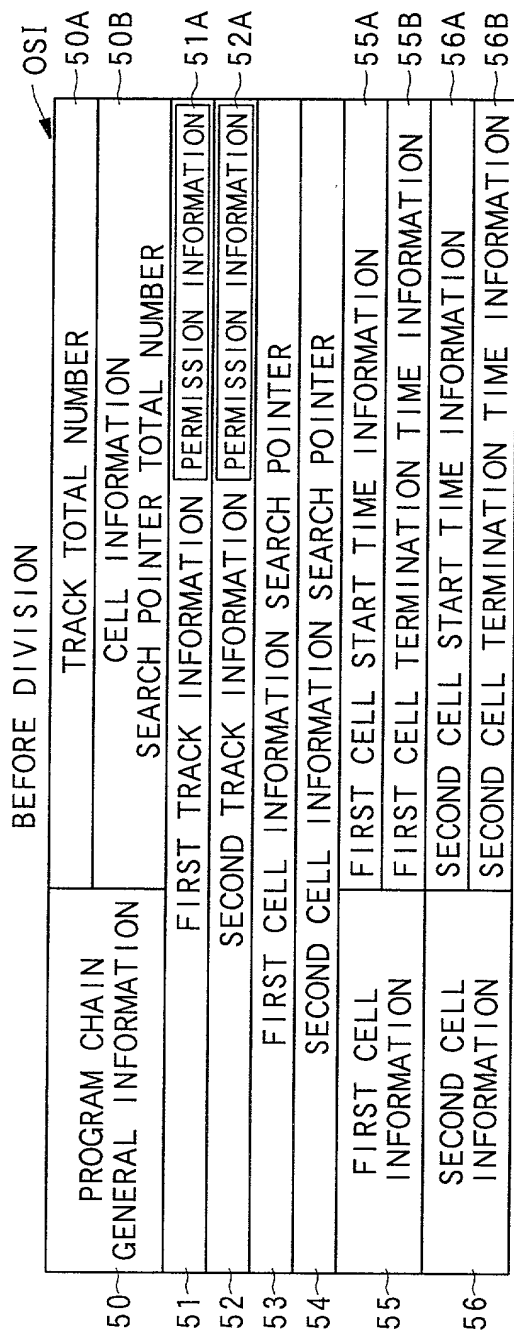 BEFORE DIVISION
OSI
50
PROGRAM CHAIN
GENERAL INFORMATION
TRACK TOTAL NUMBER
50A
CELL INFORMATION
SEARCH POINTER TOTAL NUMBER
50B
51
FIRST TRACK INFORMATION
PERMISSION INFORMATION
51A
52
SECOND TRACK INFORMATION
PERMISSION INFORMATION
52A
53
FIRST CELL INFORMATION SEARCH POINTER
54
SECOND CELL INFORMATION SEARCH POINTER
55
FIRST CELL
INFORMATION
FIRST CELL START TIME INFORMATION
55A
FIRST CELL TERMINATION TIME INFORMATION
55B
56
SECOND CELL
INFORMATION
SECOND CELL START TIME INFORMATION
56A
SECOND CELL TERMINATION TIME INFORMATION
56B